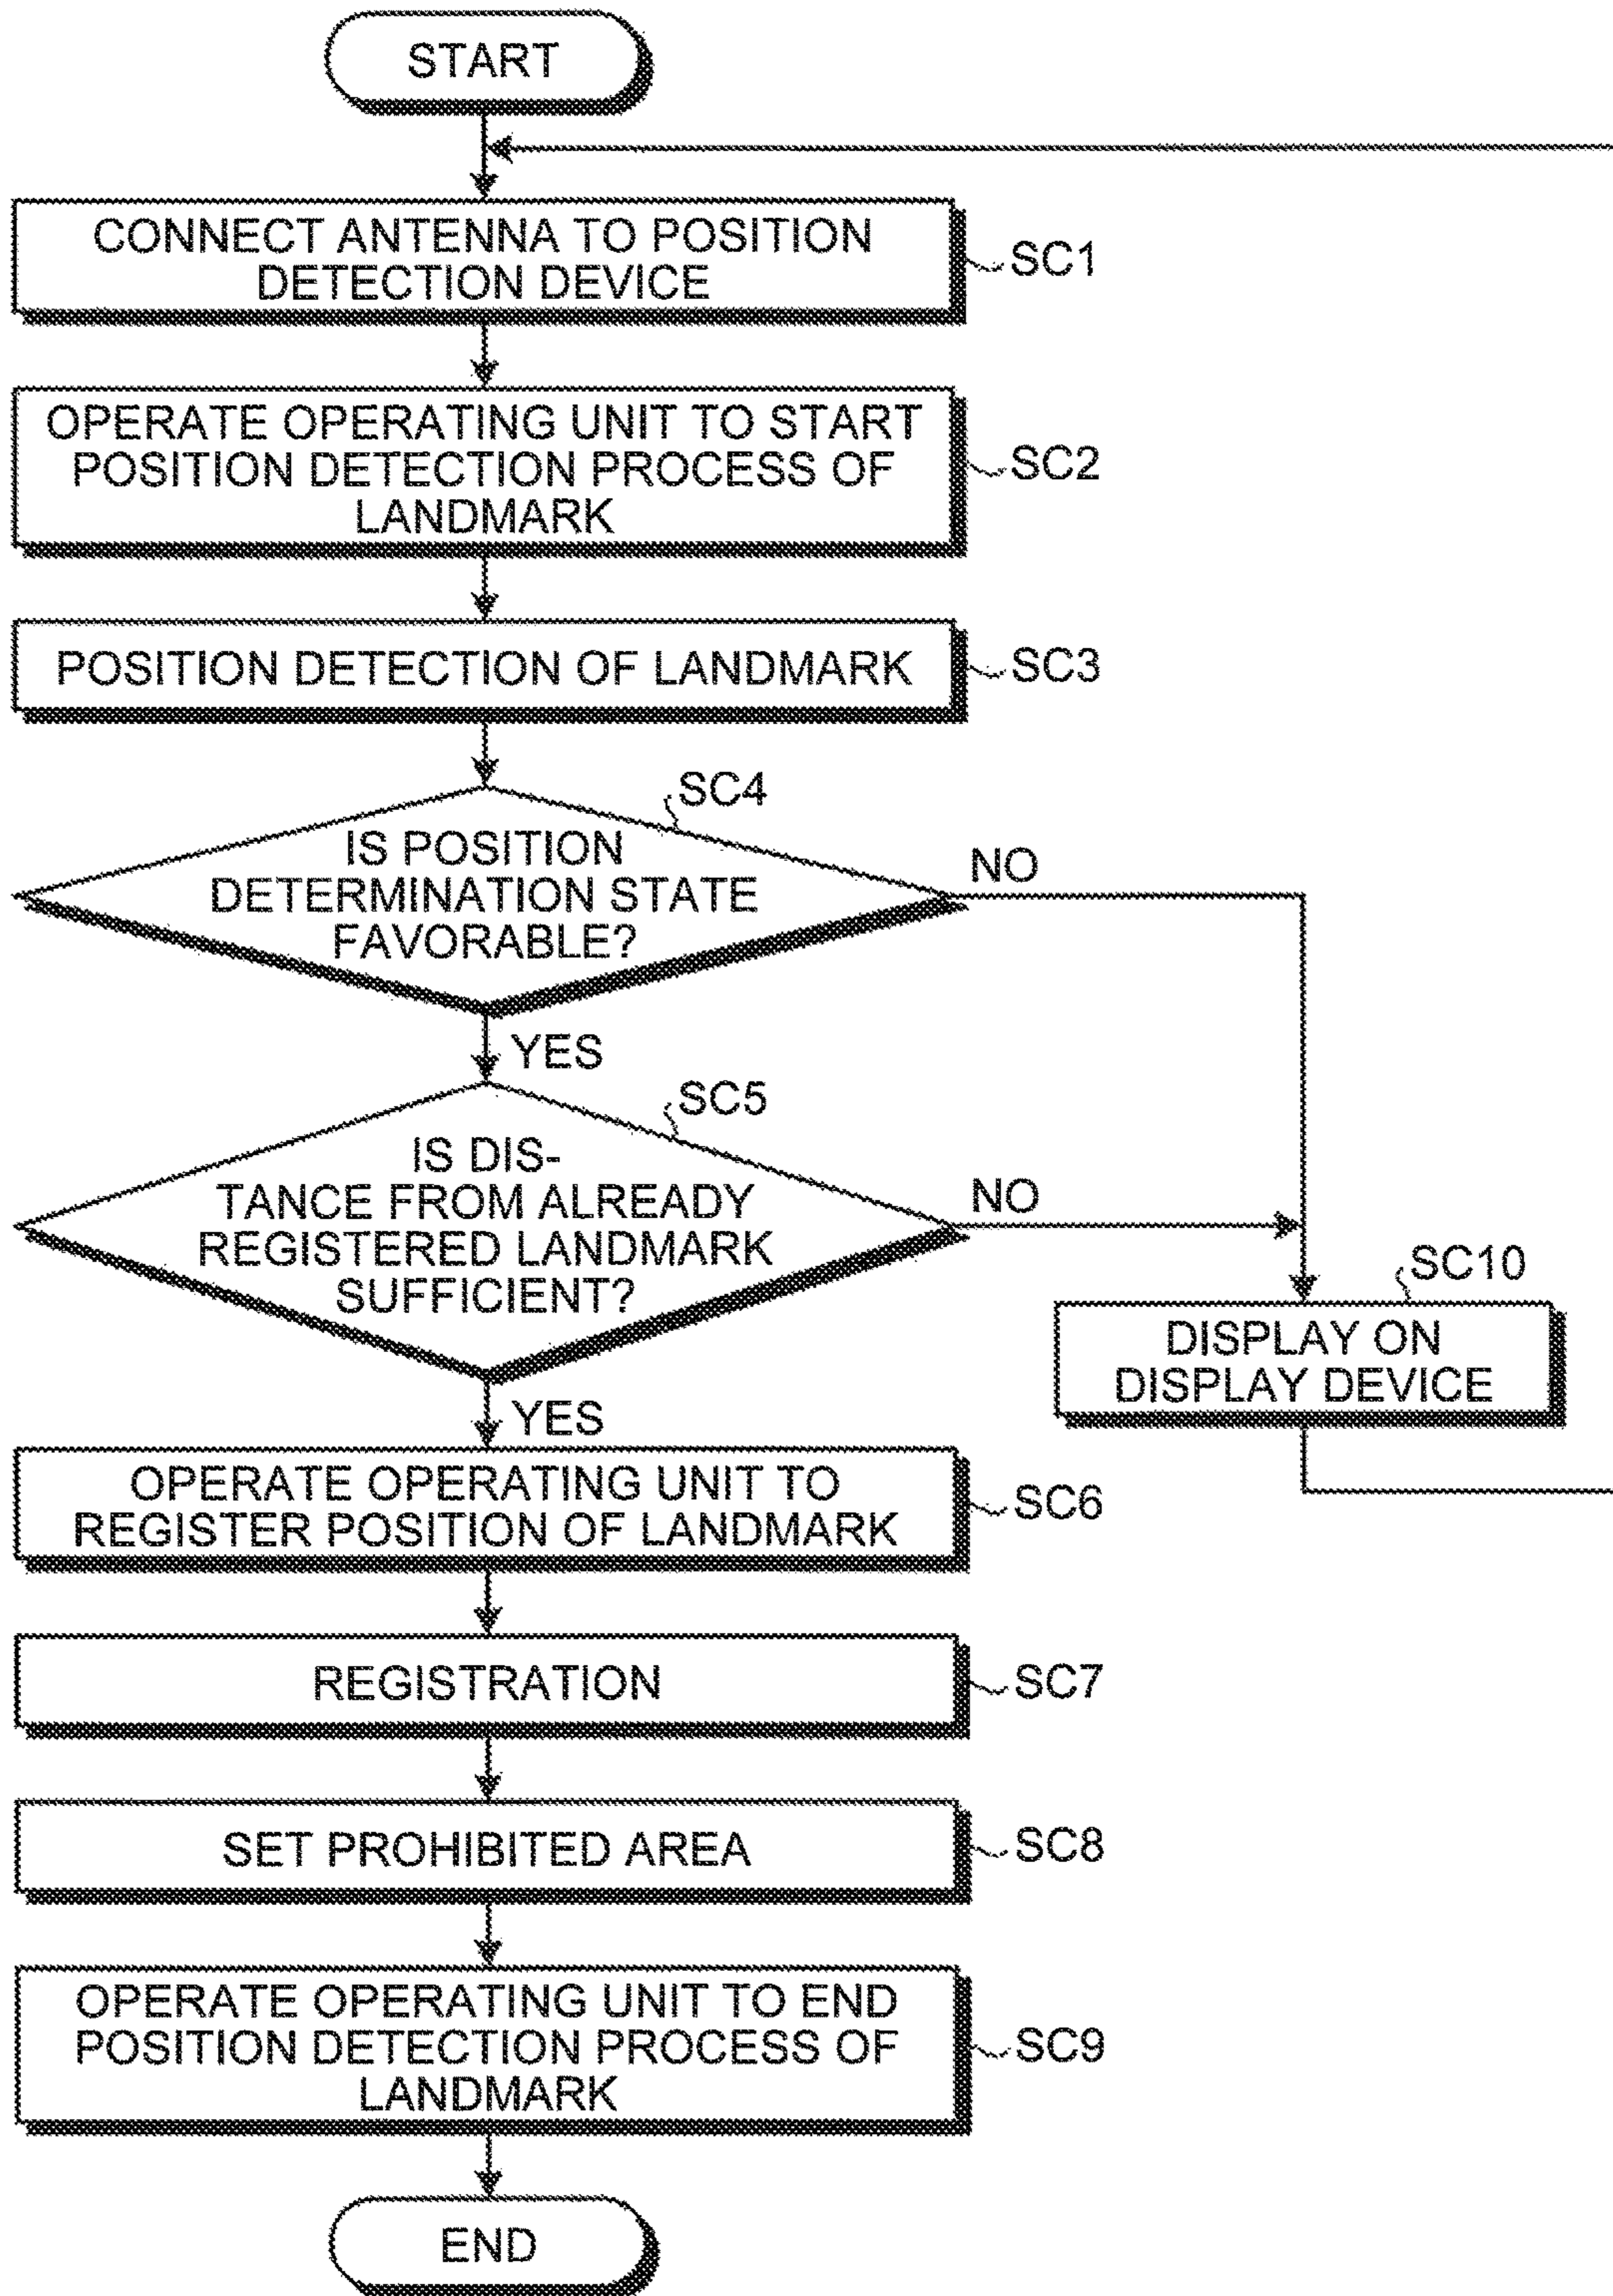 START
CONNECT ANTENNA TO POSITION
DETECTION DEVICE
SC1
OPERATE OPERATING UNIT TO START
POSITION DETECTION PROCESS OF
LANDMARK
SC2
POSITION DETECTION OF LANDMARK
SC3
SC4
IS POSITION
DETERMINATION STATE
FAVORABLE?
NO
YES
SC5
IS DIS-
TANCE FROM ALREADY
REGISTERED LANDMARK
SUFFICIENT?
NO
YES
SC10
DISPLAY ON
DISPLAY DEVICE
OPERATE OPERATING UNIT TO
REGISTER POSITION OF LANDMARK
SC6
REGISTRATION
SC7
SET PROHIBITED AREA
SC8
OPERATE OPERATING UNIT TO END
POSITION DETECTION PROCESS OF
LANDMARK
SC9
END